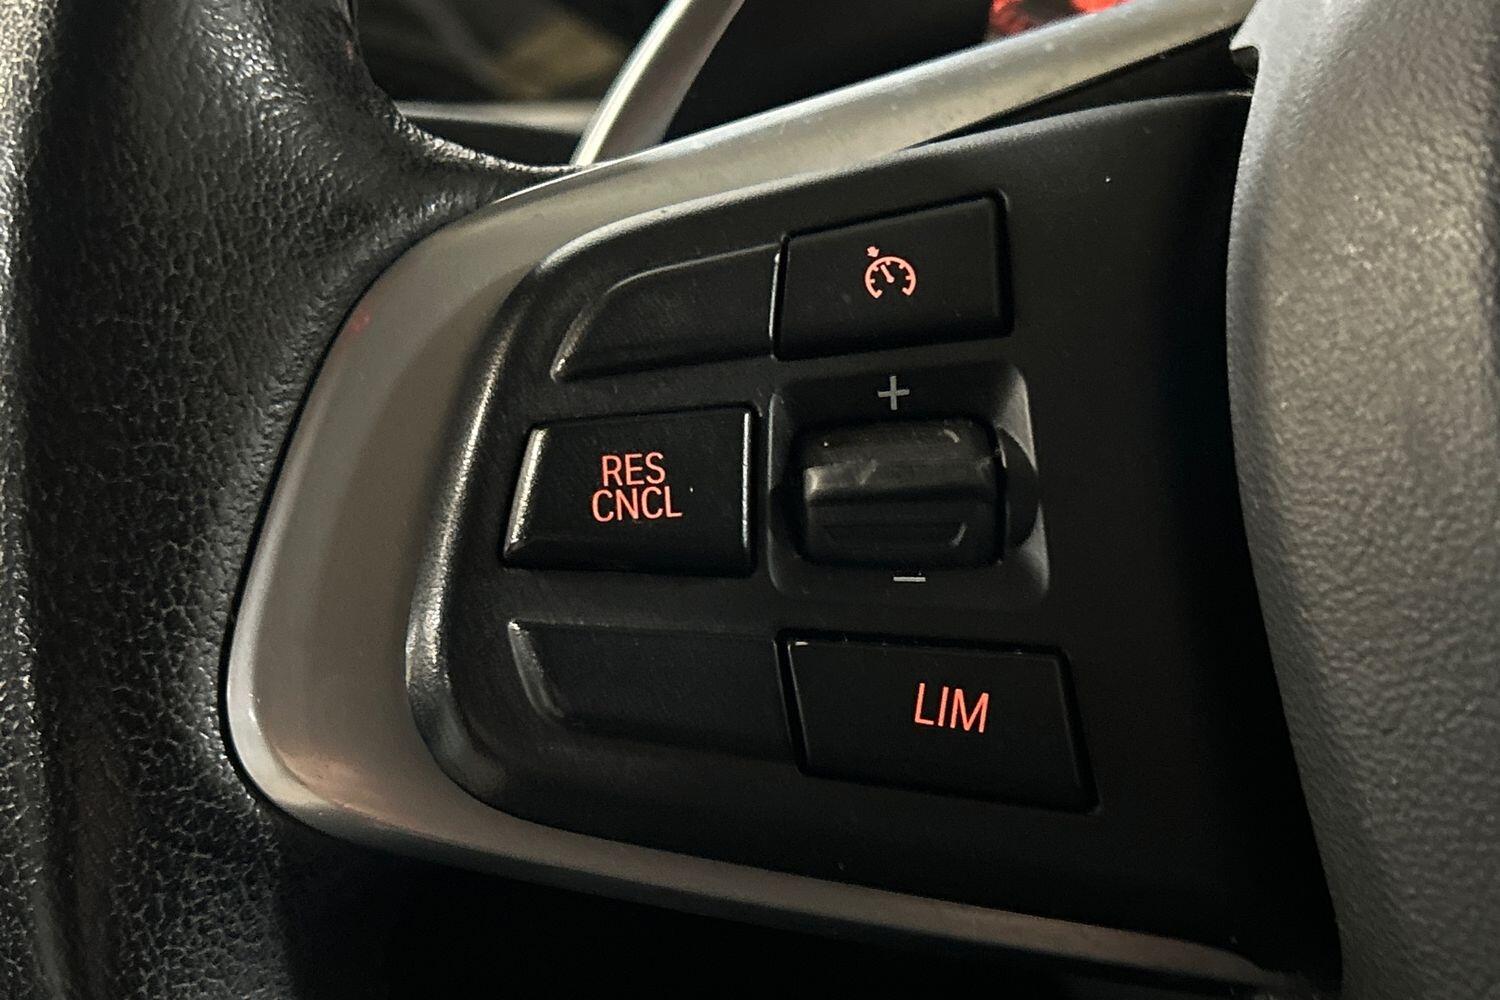 +
RES
CNCL
−
LIM